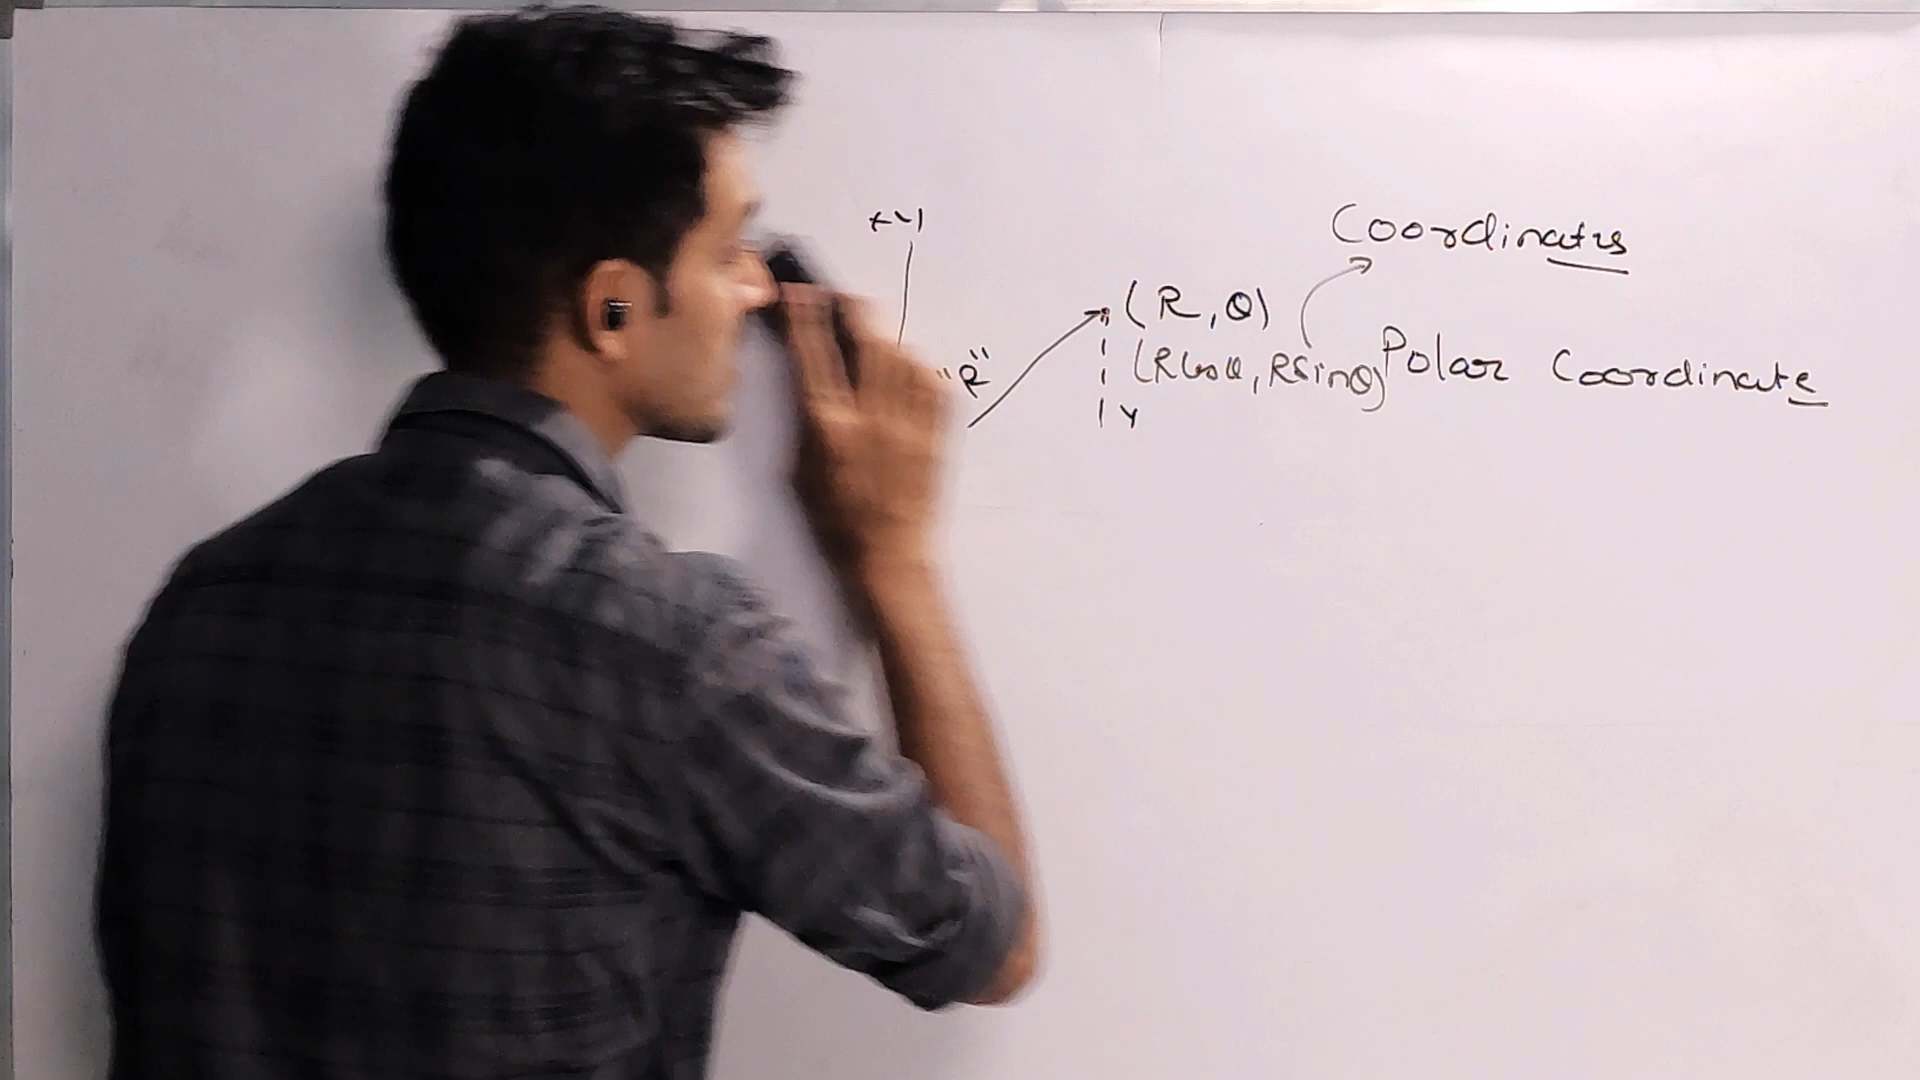 +y
Coordinates
(R, θ)
"R"
(Rcosθ, RSinθ) Polar Coordinate
y